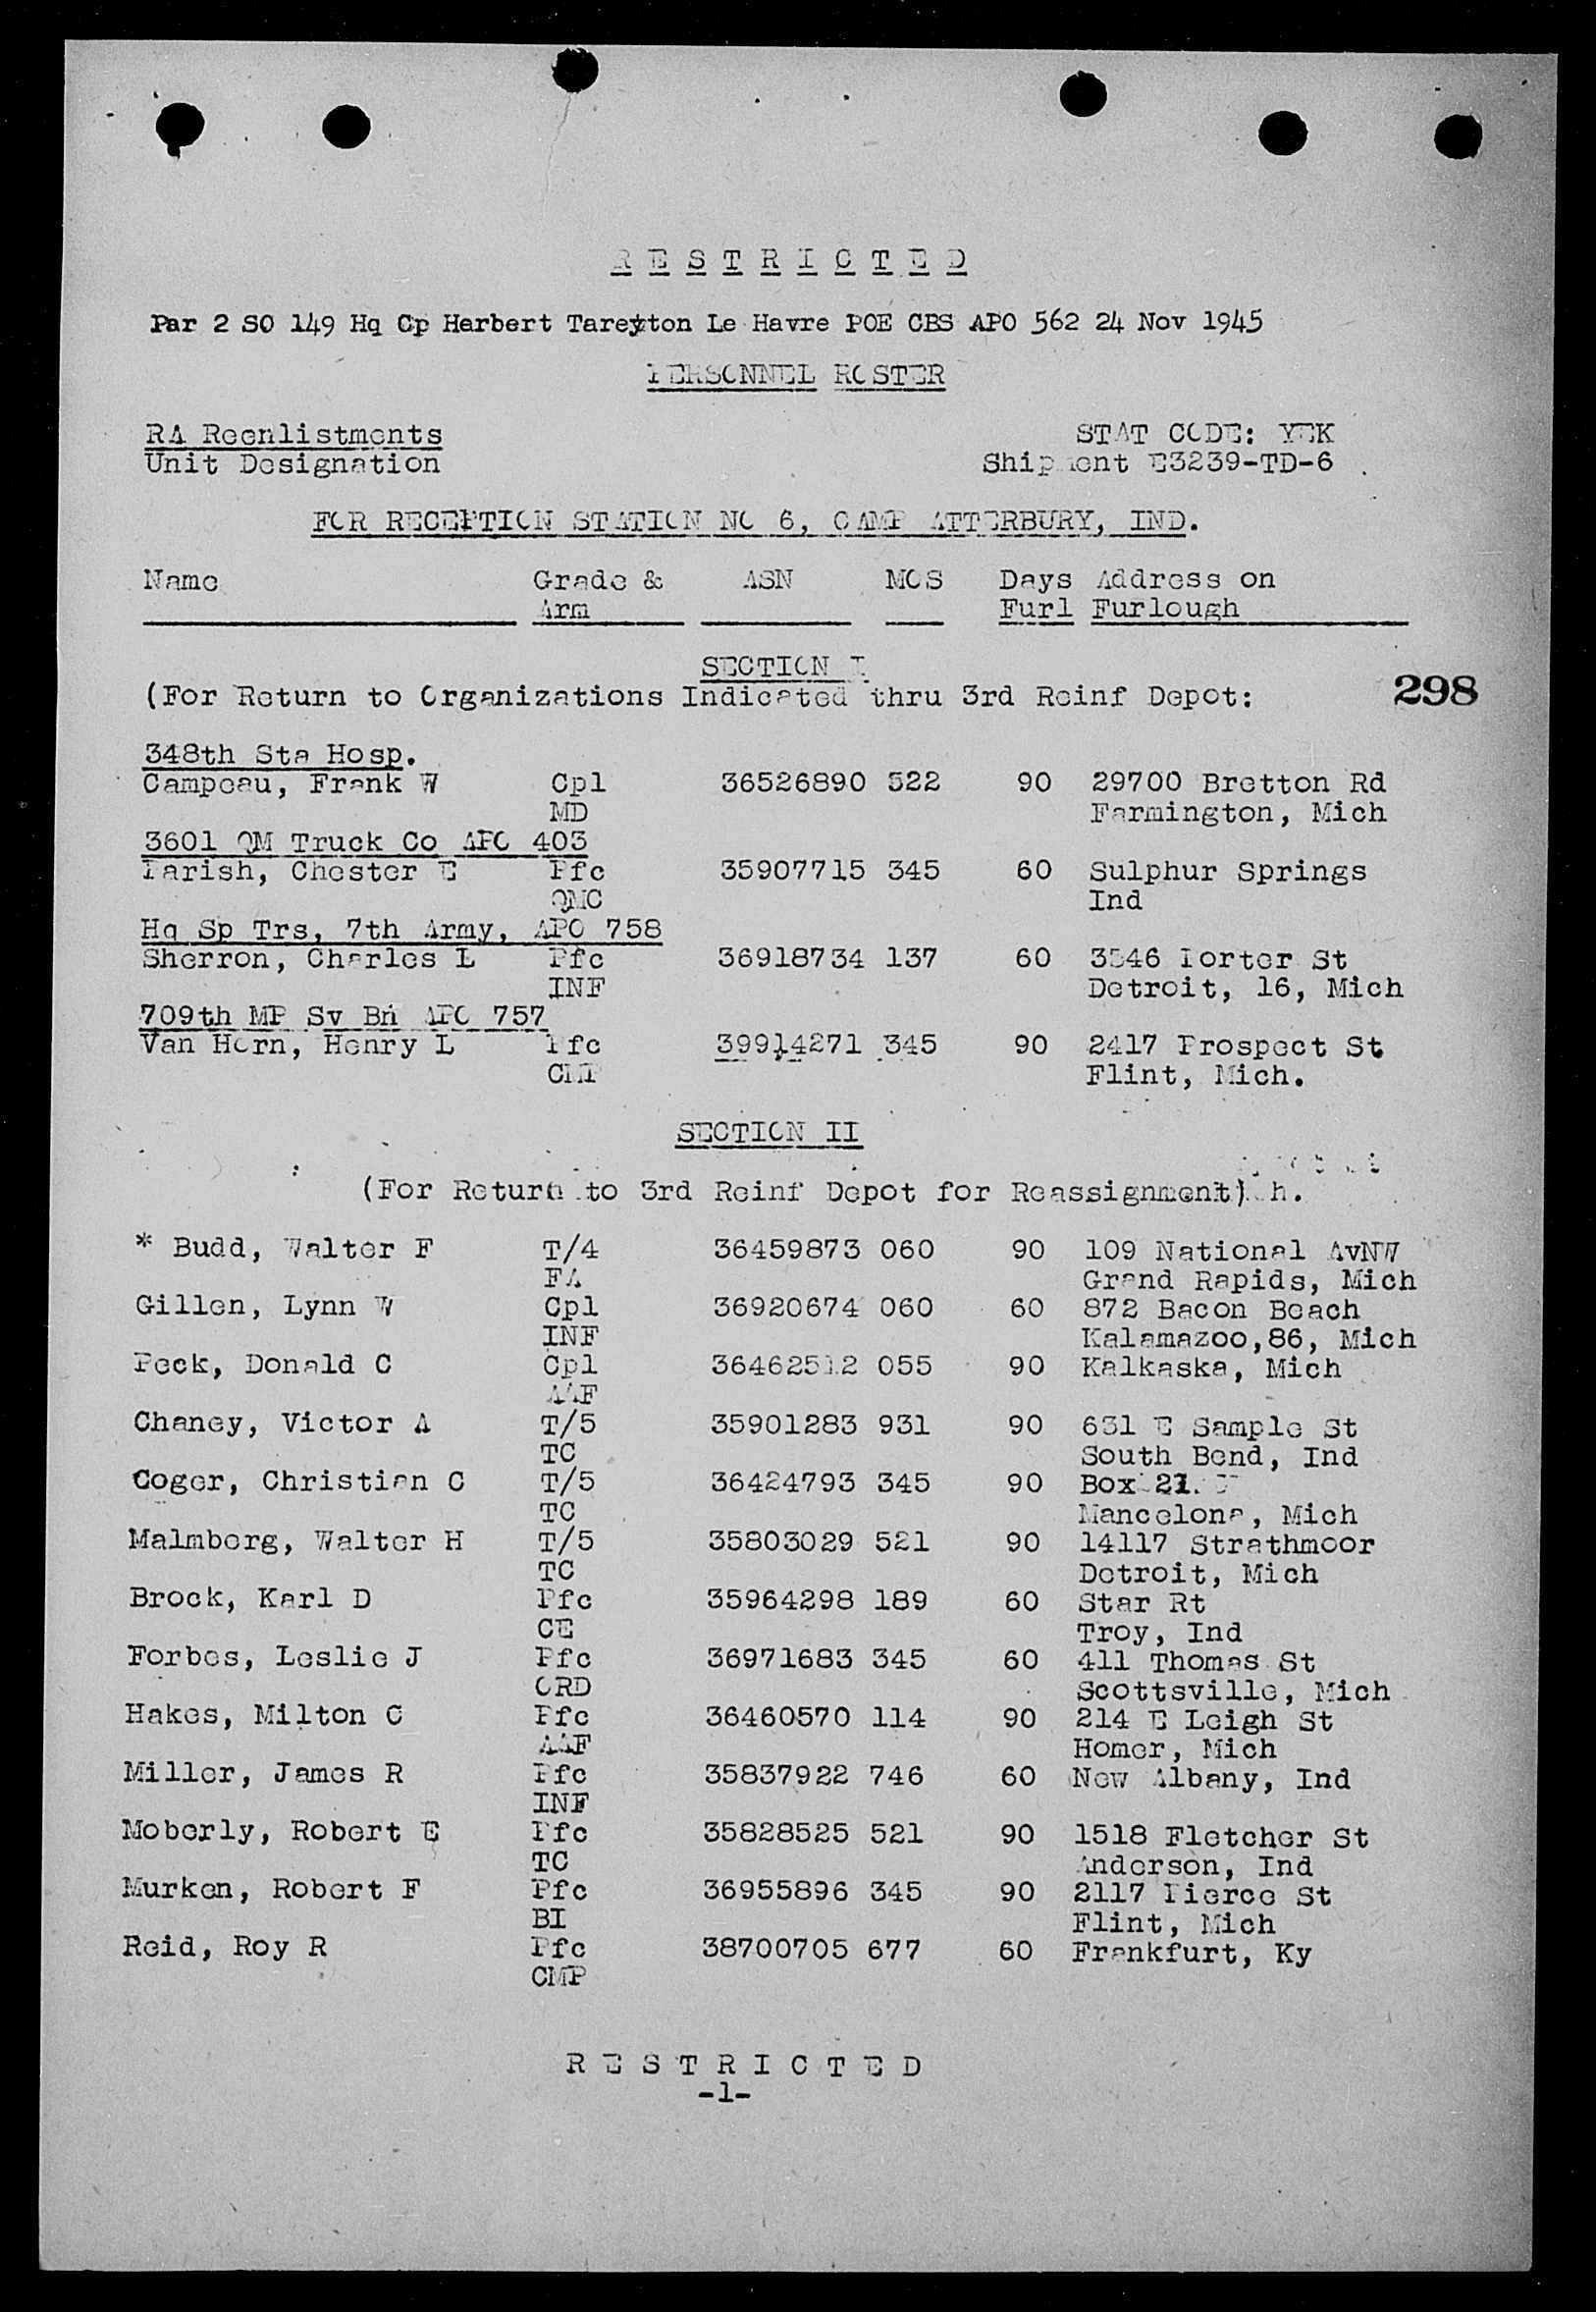 R E S T R I C T E D
Par 2 SO 149 Hq Cp Herbert Tareyton Le Havre POE CBS APO 562 24 Nov 1945
PERSONNEL ROSTER
RA Reenlistments STAT CODE: YEK
Unit Designation Shipment E3239-TD-6
FOR RECEPTION STATION NO 6, CAMP ATTERBURY, IND.
Name Grade & ASN MOS Days Address on
Arm Furl Furlough
SECTION I
(For Return to Organizations Indicated thru 3rd Reinf Depot: 298
348th Sta Hosp.
Campeau, Frank W Cpl 36526890 522 90 29700 Bretton Rd
MD Farmington, Mich
3601 QM Truck Co APO 403
Parish, Chester E Pfc 35907715 345 60 Sulphur Springs
QMC Ind
Hq Sp Trs, 7th Army, APO 758
Sherron, Charles L Pfc 36918734 137 60 Porter St
INF Detroit, 16, Mich
709th MP Sv Bn APO 757
Van Horn, Henry L Pfc 39914271 345 90 2417 Prospect St
CMP Flint, Mich.
SECTION II
(For Return to 3rd Reinf Depot for Reassignment)
* Budd, Walter F T/4 36459873 060 90 109 National AvNW
FA Grand Rapids, Mich
Gillen, Lynn W Cpl 36920674 060 60 872 Bacon Beach
INF Kalamazoo,86, Mich
Peck, Donald C Cpl 36462512 055 90 Kalkaska, Mich
AAF
Chaney, Victor A T/5 35901283 931 90 631 E Sample St
TC South Bend, Ind
Coger, Christian C T/5 36424793 345 90 Box 21
TC Mancelona, Mich
Malmborg, Walter H T/5 35803029 521 90 14117 Strathmoor
TC Detroit, Mich
Brock, Karl D Pfc 35964298 189 60 Star Rt
CE Troy, Ind
Forbes, Leslie J Pfc 36971683 345 60 411 Thomas St
ORD Scottsville, Mich
Hakes, Milton C Pfc 36460570 114 90 214 E Leigh St
AAF Homer, Mich
Miller, James R Pfc 35837922 746 60 New Albany, Ind
INF
Moberly, Robert E Pfc 35828525 521 90 1518 Fletcher St
TC Anderson, Ind
Murken, Robert F Pfc 36955896 345 90 2117 Pierce St
BI Flint, Mich
Reid, Roy R Pfc 38700705 677 60 Frankfurt, Ky
CMP
R E S T R I C T E D
-1-